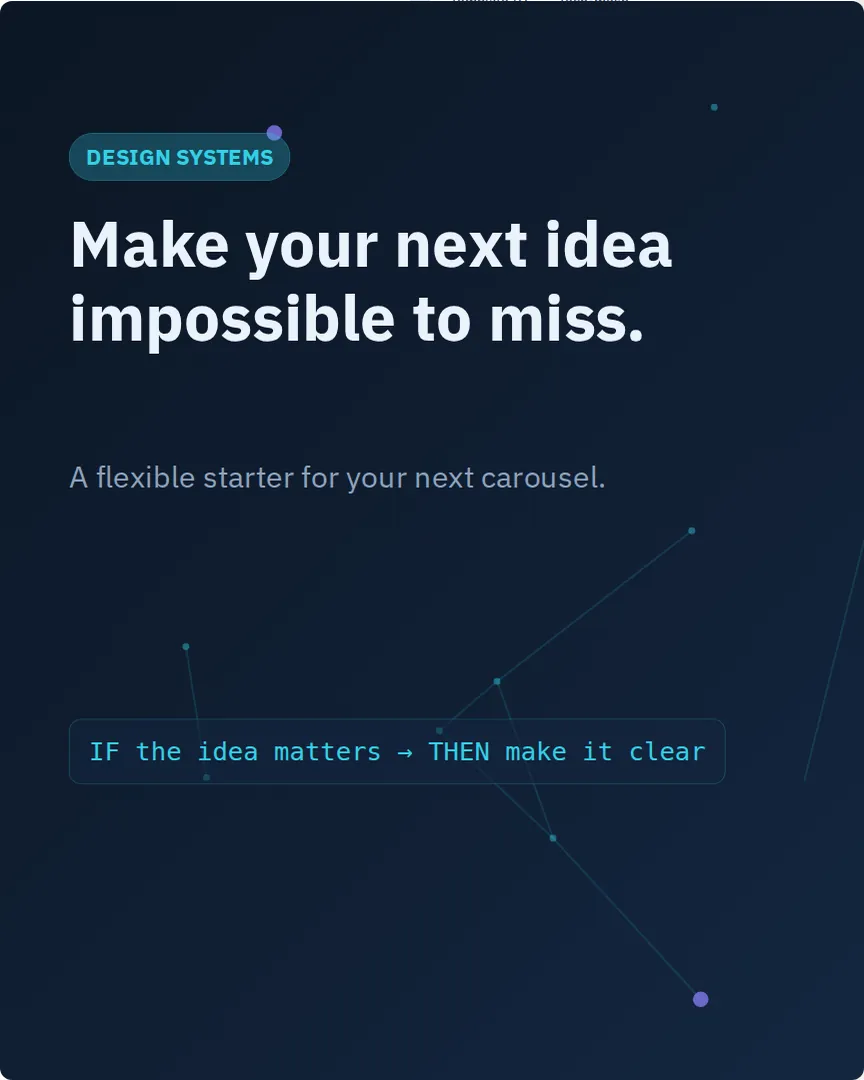 DESIGN SYSTEMS
Make your next idea
impossible to miss.
A flexible starter for your next carousel.
IF the idea matters → THEN make it clear